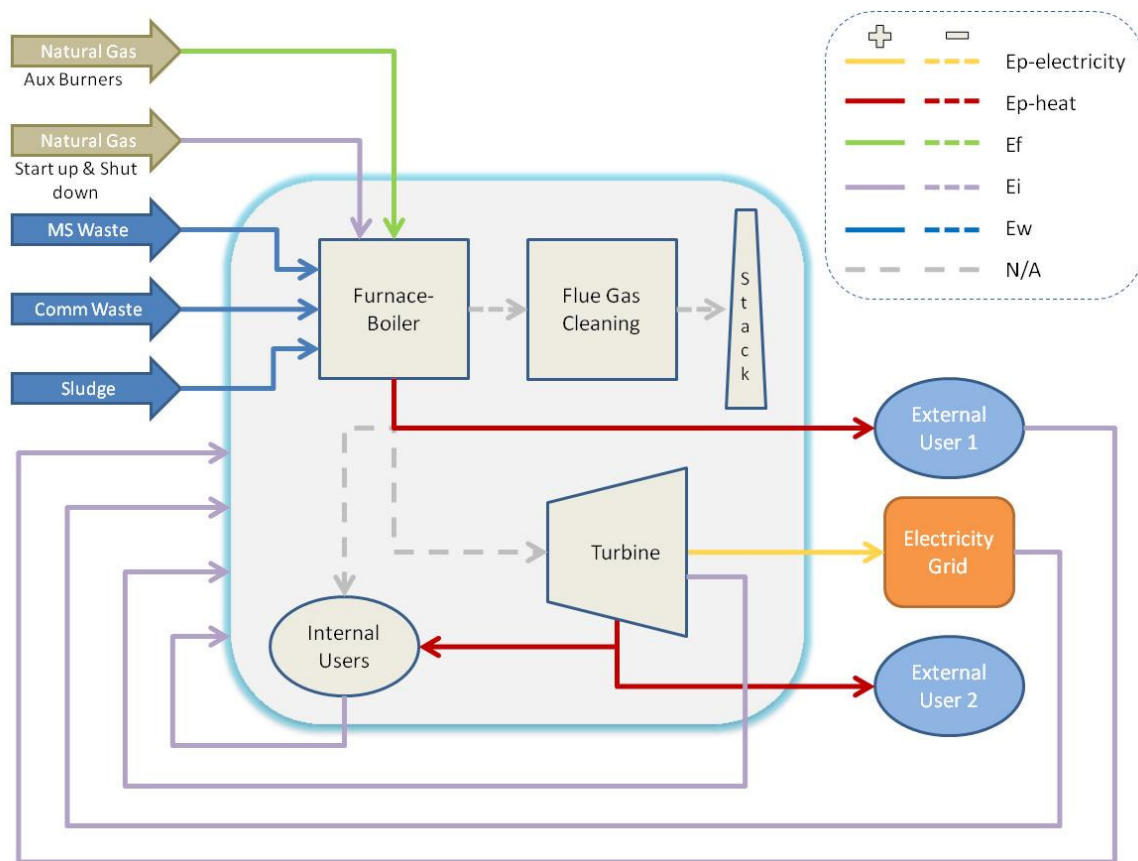 Natural Gas
Aux Burners
Natural Gas
Start up & Shut
down
MS Waste
Comm Waste
Sludge
Furnace-
Boiler
Flue Gas
Cleaning
Stack
Ep-electricity
Ep-heat
Ef
Ei
Ew
N/A
External
User 1
Turbine
Electricity
Grid
Internal
Users
External
User 2